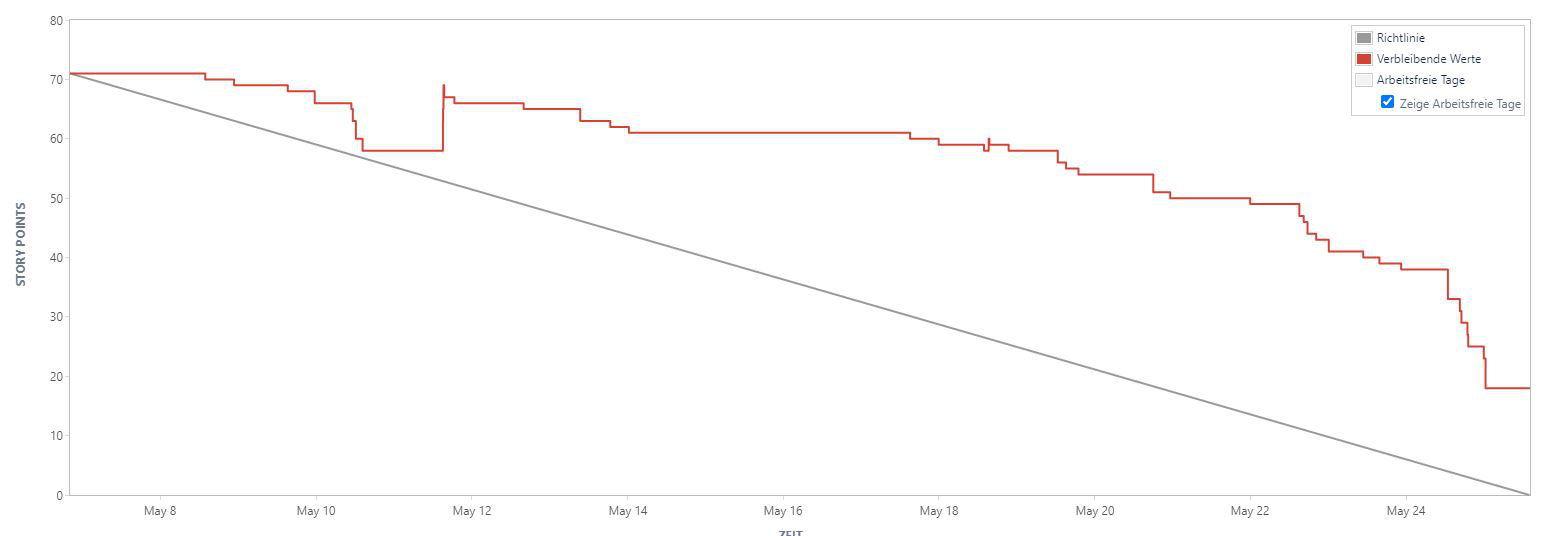 80
70
60
50
40
30
20
10
0
STORY POINTS
Richtlinie
Verbleibende Werte
Arbeitsfreie Tage
Zeige Arbeitsfreie Tage
May 8 May 10 May 12 May 14 May 16 May 18 May 20 May 22 May 24
ZEIT